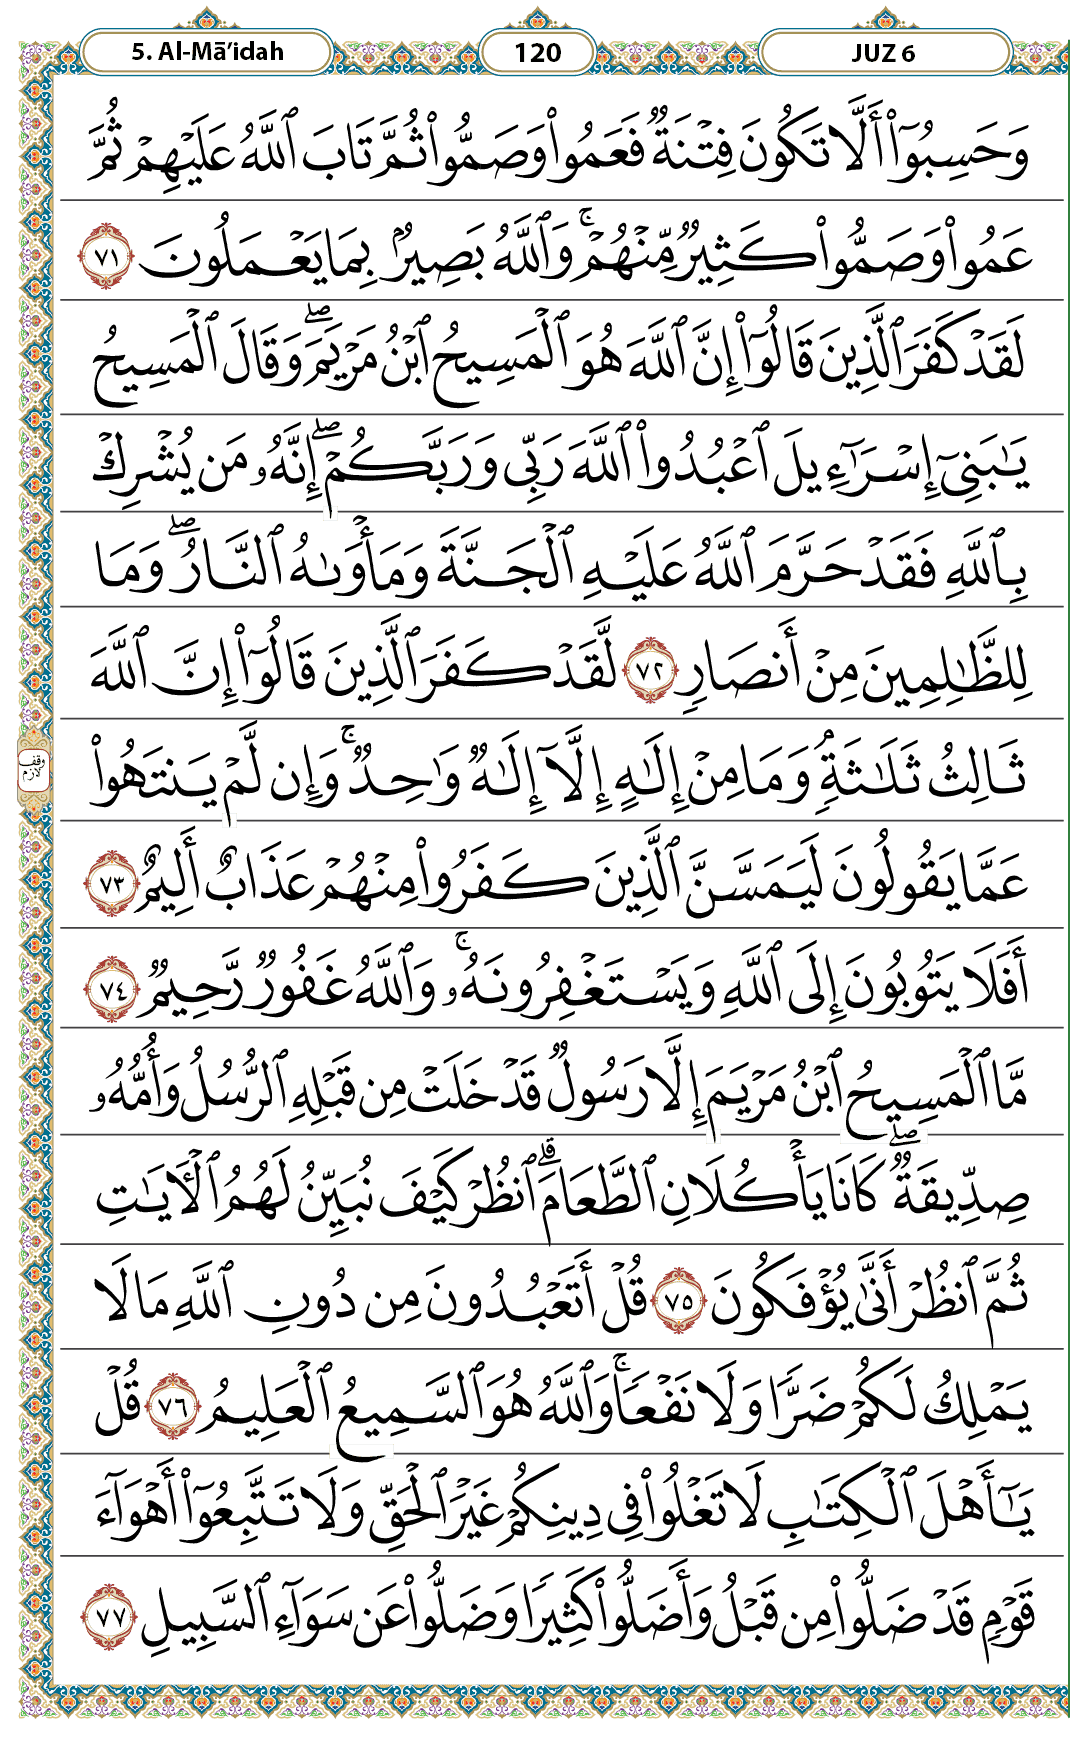 5. Al-Mā’idah
120
JUZ 6
وَحَسِبُوٓا۟ أَلَّا تَكُونَ فِتْنَةٌ فَعَمُوا۟ وَصَمُّوا۟ ثُمَّ تَابَ ٱللَّهُ عَلَيْهِمْ ثُمَّ
عَمُوا۟ وَصَمُّوا۟ كَثِيرٌ مِّنْهُمْ ۚ وَٱللَّهُ بَصِيرٌۢ بِمَا يَعْمَلُونَ ٧١
لَقَدْ كَفَرَ ٱلَّذِينَ قَالُوٓا۟ إِنَّ ٱللَّهَ هُوَ ٱلْمَسِيحُ ٱبْنُ مَرْيَمَ ۖ وَقَالَ ٱلْمَسِيحُ
يَـٰبَنِىٓ إِسْرَٰٓءِيلَ ٱعْبُدُوا۟ ٱللَّهَ رَبِّى وَرَبَّكُمْ ۖ إِنَّهُۥ مَن يُشْرِكْ
بِٱللَّهِ فَقَدْ حَرَّمَ ٱللَّهُ عَلَيْهِ ٱلْجَنَّةَ وَمَأْوَىٰهُ ٱلنَّارُ ۖ وَمَا
لِلظَّـٰلِمِينَ مِنْ أَنصَارٍ ٧٢ لَّقَدْ كَفَرَ ٱلَّذِينَ قَالُوٓا۟ إِنَّ ٱللَّهَ
ثَالِثُ ثَلَـٰثَةٍۢ وَمَا مِنْ إِلَـٰهٍ إِلَّآ إِلَـٰهٌ وَٰحِدٌ ۚ وَإِن لَّمْ يَنتَهُوا۟
وقف لازم
عَمَّا يَقُولُونَ لَيَمَسَّنَّ ٱلَّذِينَ كَفَرُوا۟ مِنْهُمْ عَذَابٌ أَلِيمٌ ٧٣
أَفَلَا يَتُوبُونَ إِلَى ٱللَّهِ وَيَسْتَغْفِرُونَهُۥ ۚ وَٱللَّهُ غَفُورٌ رَّحِيمٌ ٧٤
مَّا ٱلْمَسِيحُ ٱبْنُ مَرْيَمَ إِلَّا رَسُولٌ قَدْ خَلَتْ مِن قَبْلِهِ ٱلرُّسُلُ وَأُمُّهُۥ
صِدِّيقَةٌ ۖ كَانَا يَأْكُلَانِ ٱلطَّعَامَ ۗ ٱنظُرْ كَيْفَ نُبَيِّنُ لَهُمُ ٱلْـَٔايَـٰتِ
ثُمَّ ٱنظُرْ أَنَّىٰ يُؤْفَكُونَ ٧٥ قُلْ أَتَعْبُدُونَ مِن دُونِ ٱللَّهِ مَا لَا
يَمْلِكُ لَكُمْ ضَرًّا وَلَا نَفْعًا ۚ وَٱللَّهُ هُوَ ٱلسَّمِيعُ ٱلْعَلِيمُ ٧٦ قُلْ
يَـٰٓأَهْلَ ٱلْكِتَـٰبِ لَا تَغْلُوا۟ فِى دِينِكُمْ غَيْرَ ٱلْحَقِّ وَلَا تَتَّبِعُوٓا۟ أَهْوَآءَ
قَوْمٍ قَدْ ضَلُّوا۟ مِن قَبْلُ وَأَضَلُّوا۟ كَثِيرًا وَضَلُّوا۟ عَن سَوَآءِ ٱلسَّبِيلِ ٧٧